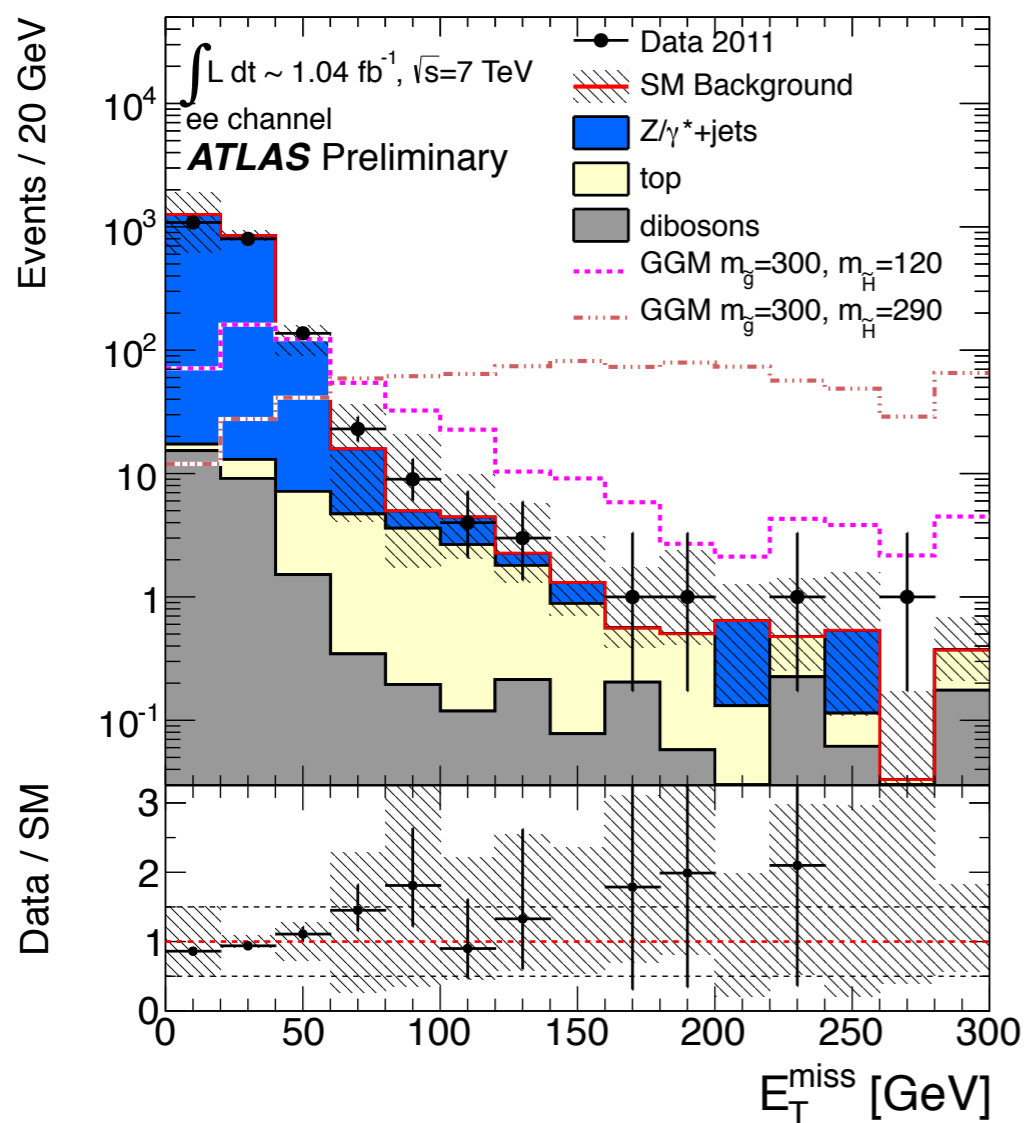 Events / 20 GeV
10⁴
10³
10²
10
1
10⁻¹
∫L dt ~ 1.04 fb⁻¹, √s=7 TeV
ee channel
ATLAS Preliminary
Data 2011
SM Background
Z/γ*+jets
top
dibosons
GGM m_g̃=300, m_H̃=120
GGM m_g̃=300, m_H̃=290
Data / SM
3
2
1
0
0 50 100 150 200 250 300
E_T^miss [GeV]